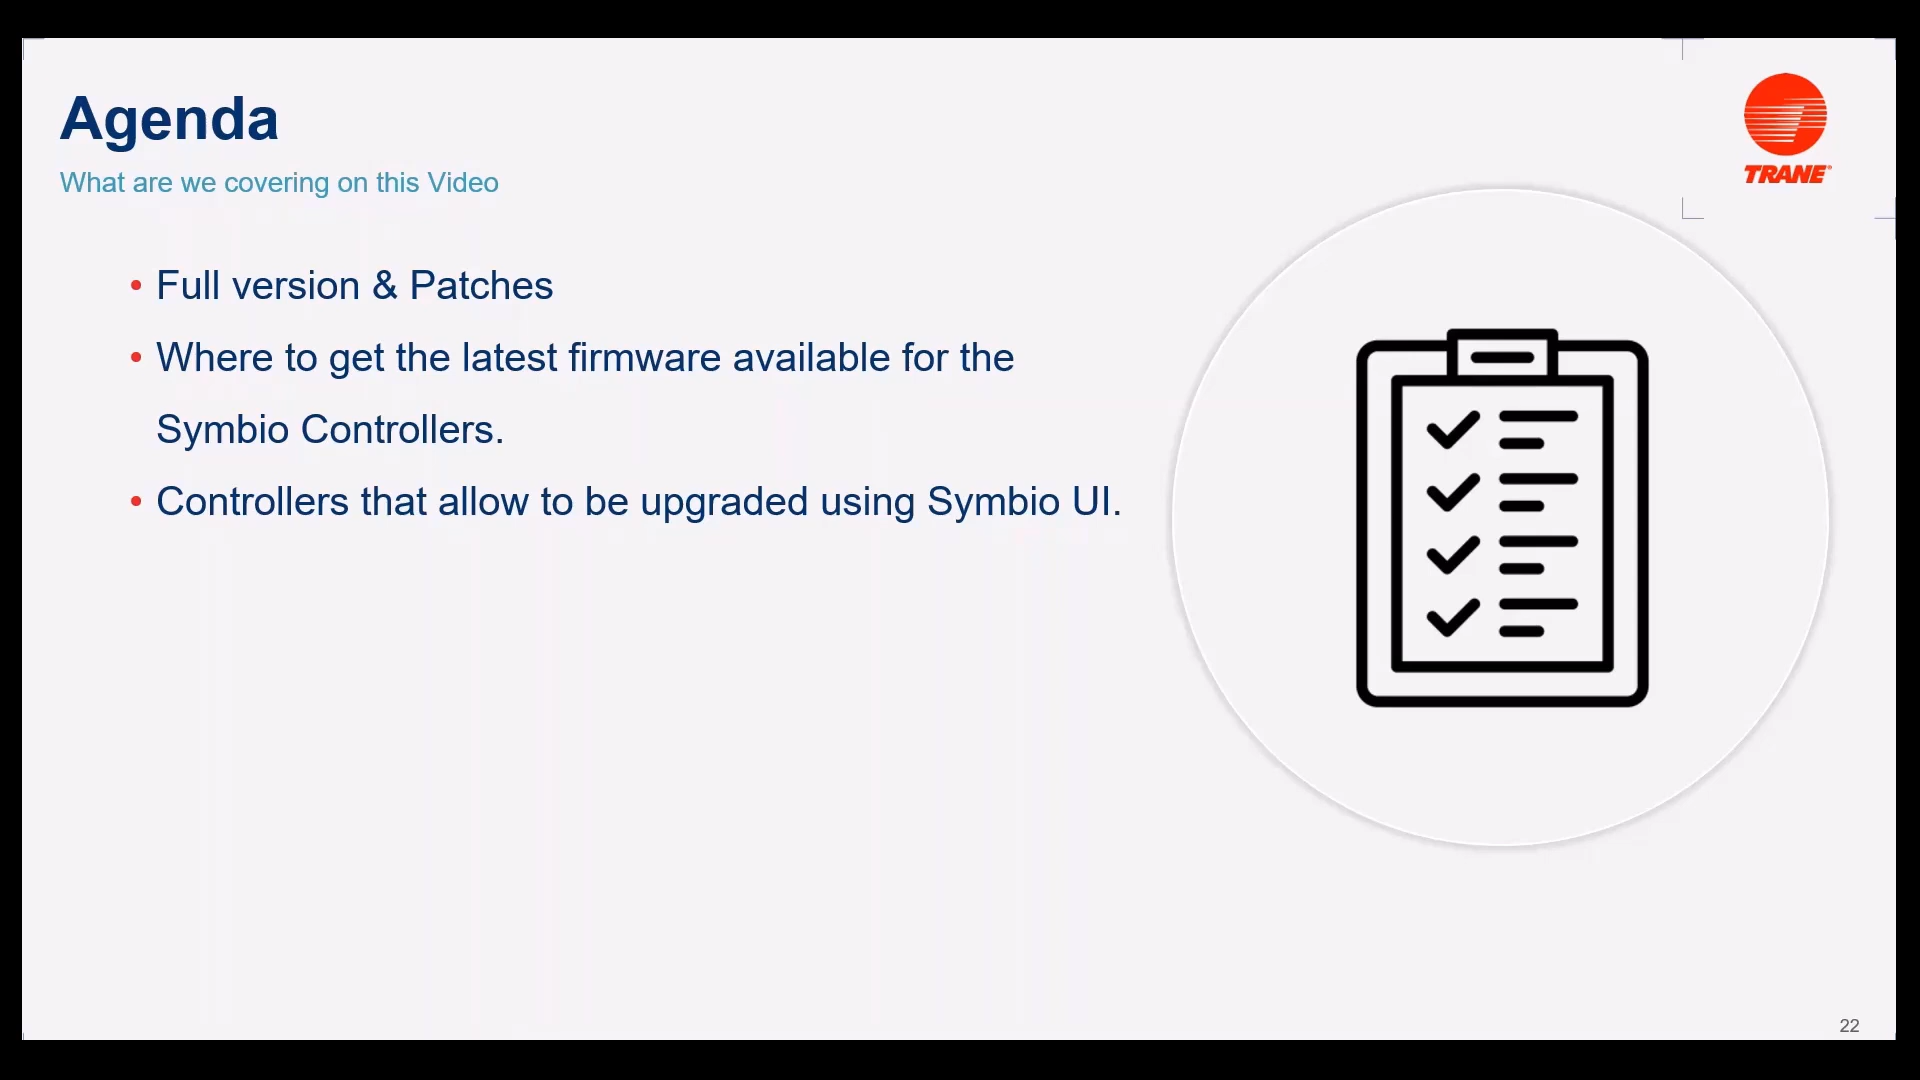 Agenda
What are we covering on this Video
TRANE®
• Full version & Patches
• Where to get the latest firmware available for the
Symbio Controllers.
• Controllers that allow to be upgraded using Symbio UI.
22